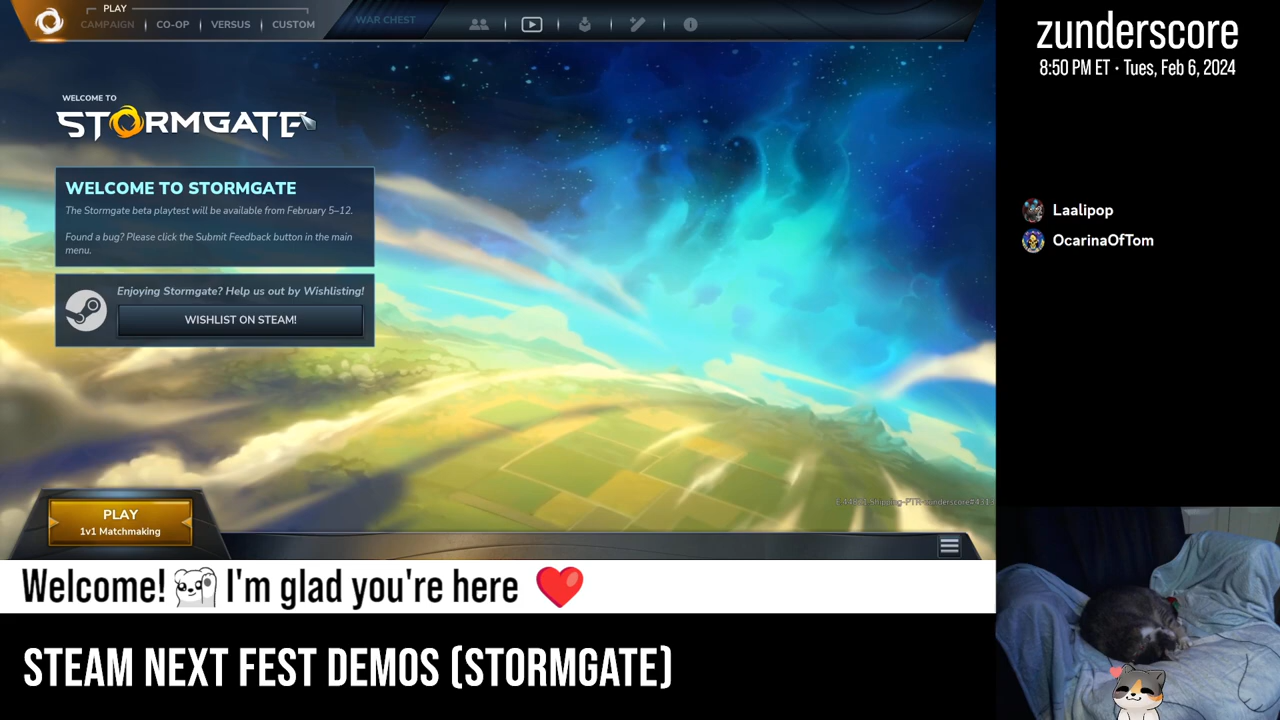 PLAY
CAMPAIGN
CO-OP
VERSUS
CUSTOM
WAR CHEST
WELCOME TO
STORMGATE
WELCOME TO STORMGATE
The Stormgate beta playtest will be available from February 5–12.
Found a bug? Please click the Submit Feedback button in the main
menu.
Enjoying Stormgate? Help us out by Wishlisting!
WISHLIST ON STEAM!
PLAY
1v1 Matchmaking
Welcome! I'm glad you're here
STEAM NEXT FEST DEMOS (STORMGATE)
zunderscore
8:50 PM ET • Tues, Feb 6, 2024
Laalipop
OcarinaOfTom